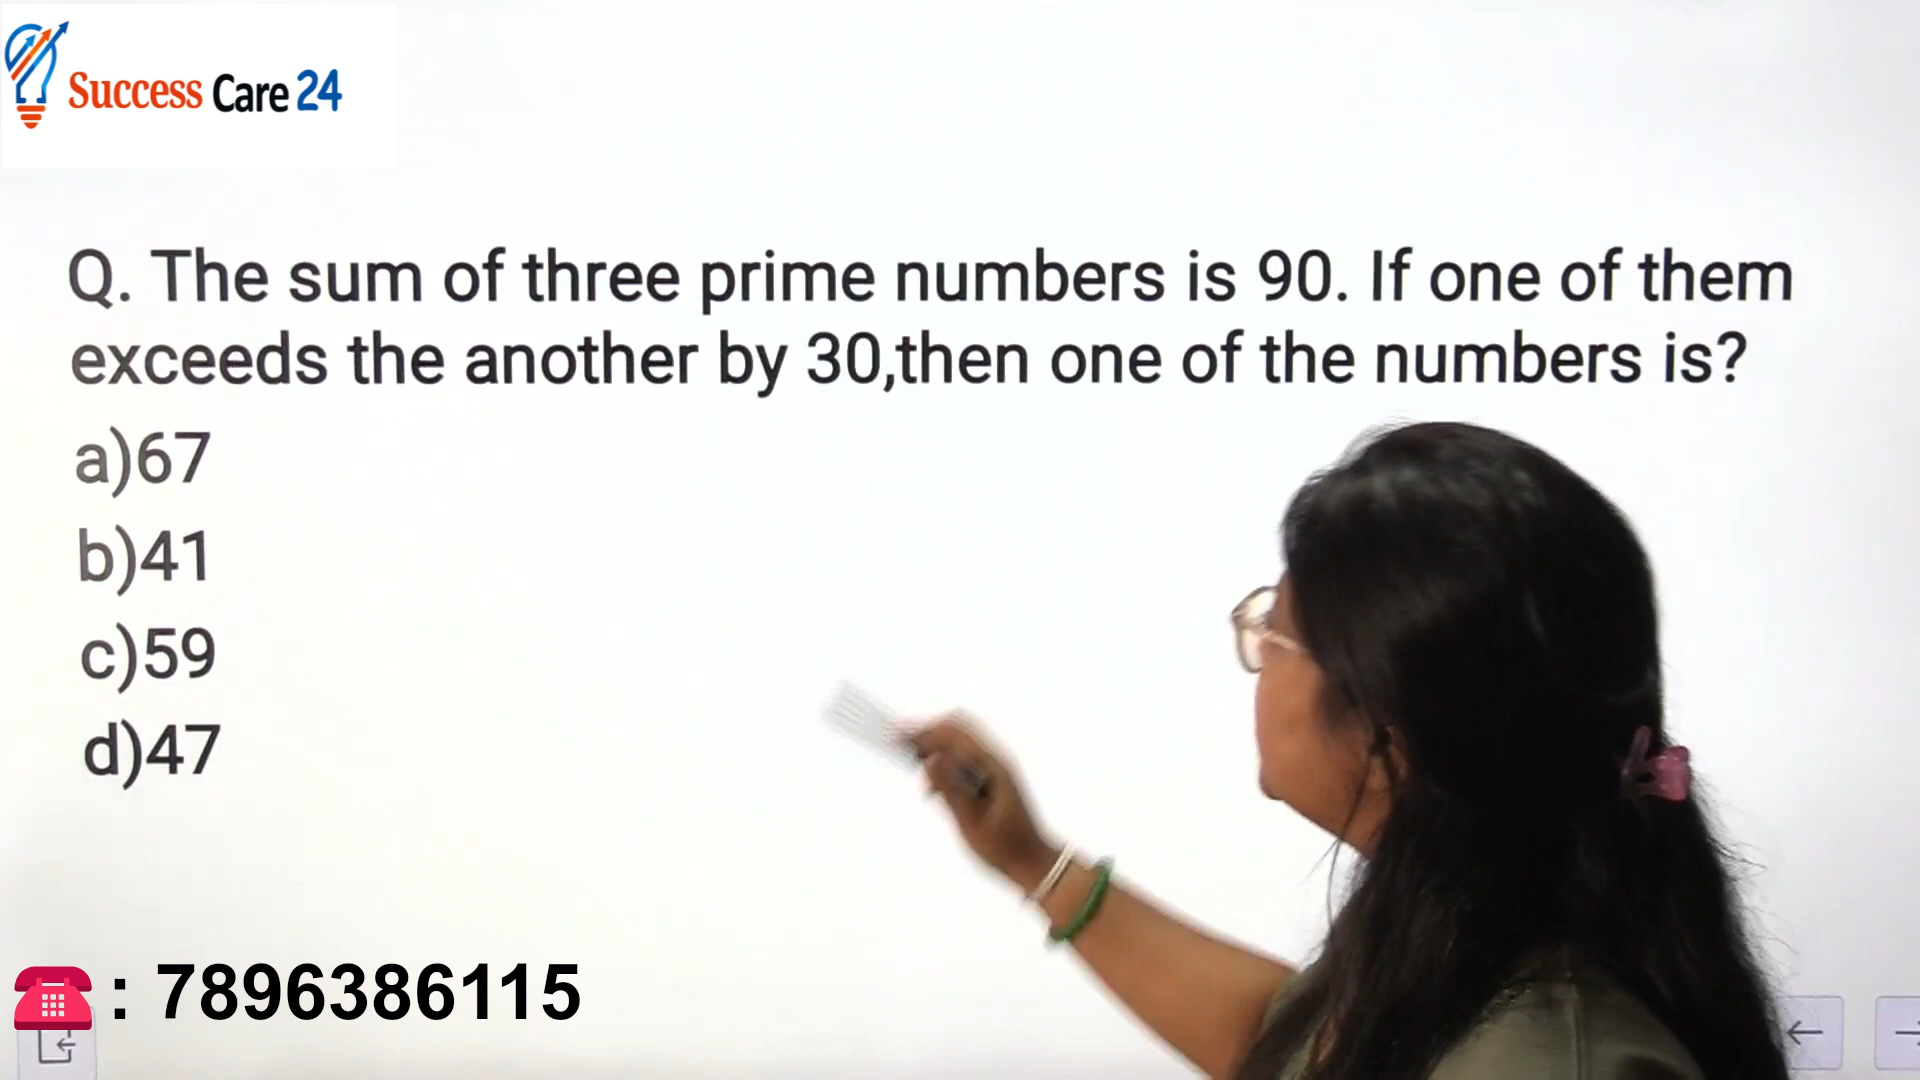 Success Care 24
Q. The sum of three prime numbers is 90. If one of them
exceeds the another by 30,then one of the numbers is?
a)67
b)41
c)59
d)47
: 7896386115